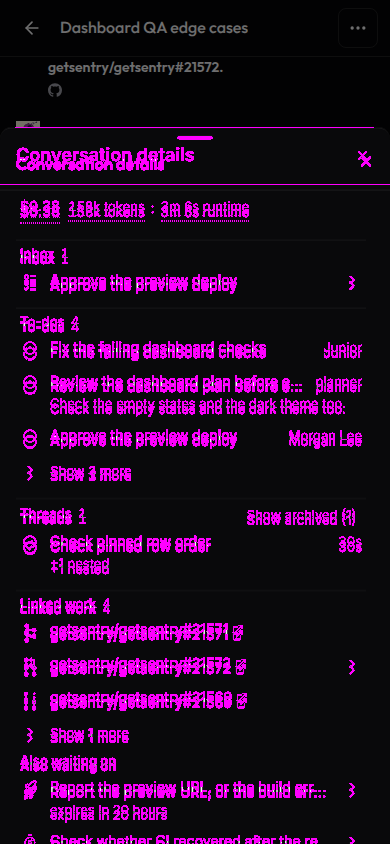 Dashboard QA edge cases
getsentry/getsentry#21572.
Conversation details
$0.38 158k tokens · 3m 6s runtime
Inbox 1
Approve the preview deploy
To-dos 4
Fix the failing dashboard checks Junior
Review the dashboard plan before e... planner
Check the empty states and the dark theme too.
Approve the preview deploy Morgan Lee
Show 3 more
Threads 1 Show archived (1)
Check pinned row order 30s
+1 nested
Linked work 4
getsentry/getsentry#21571
getsentry/getsentry#21572
Show 1 more
Also waiting on
Report the preview URL, or the build err...
expires in 26 hours
Check whether CI recovered after the re